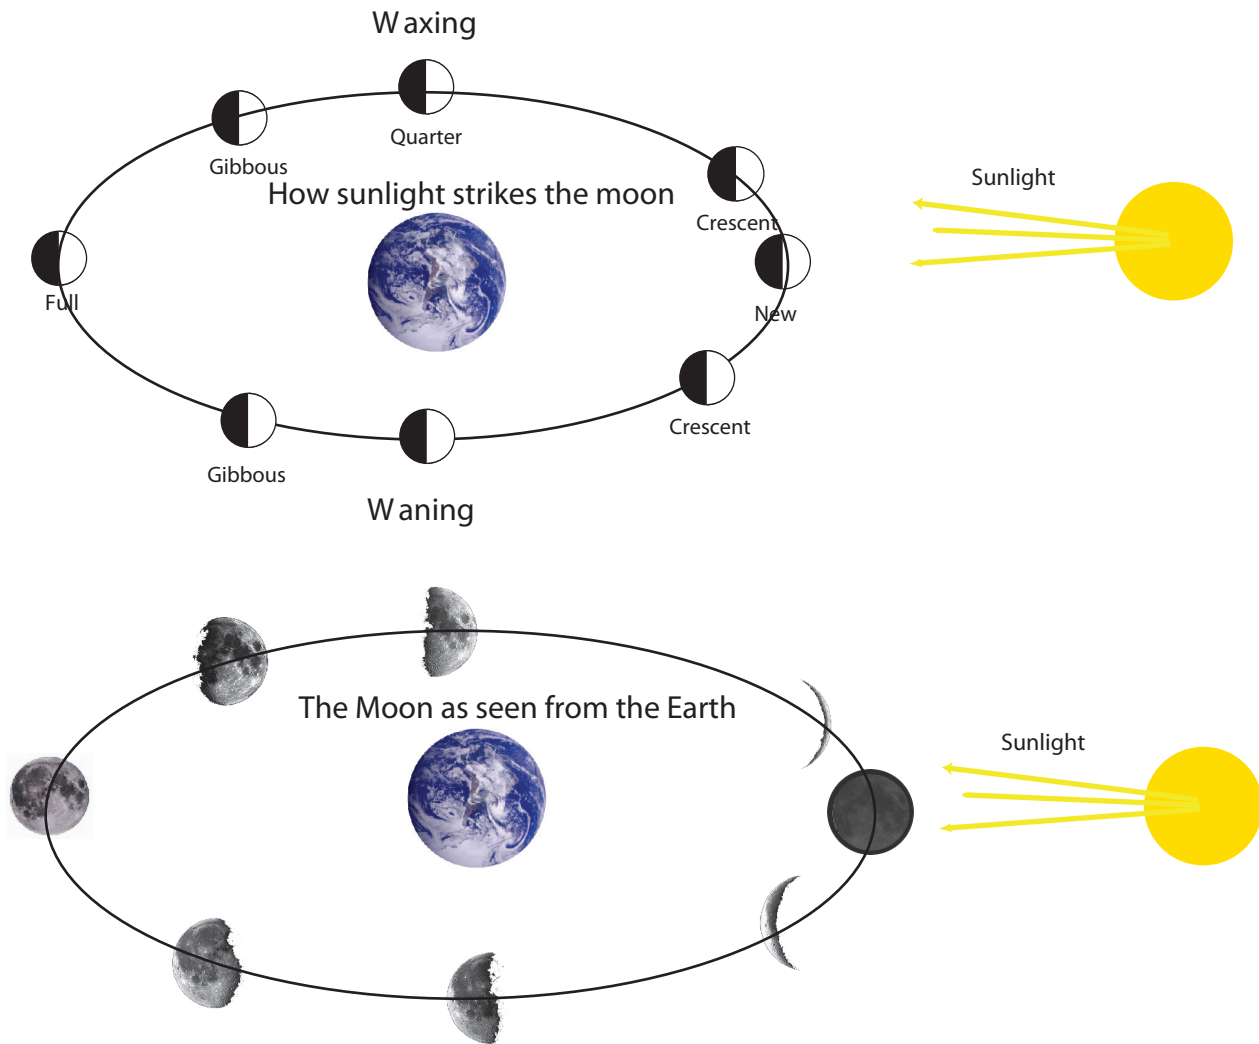 Waxing
Quarter
Gibbous
How sunlight strikes the moon
Sunlight
Crescent
Full
New
Crescent
Gibbous
Waning
The Moon as seen from the Earth
Sunlight